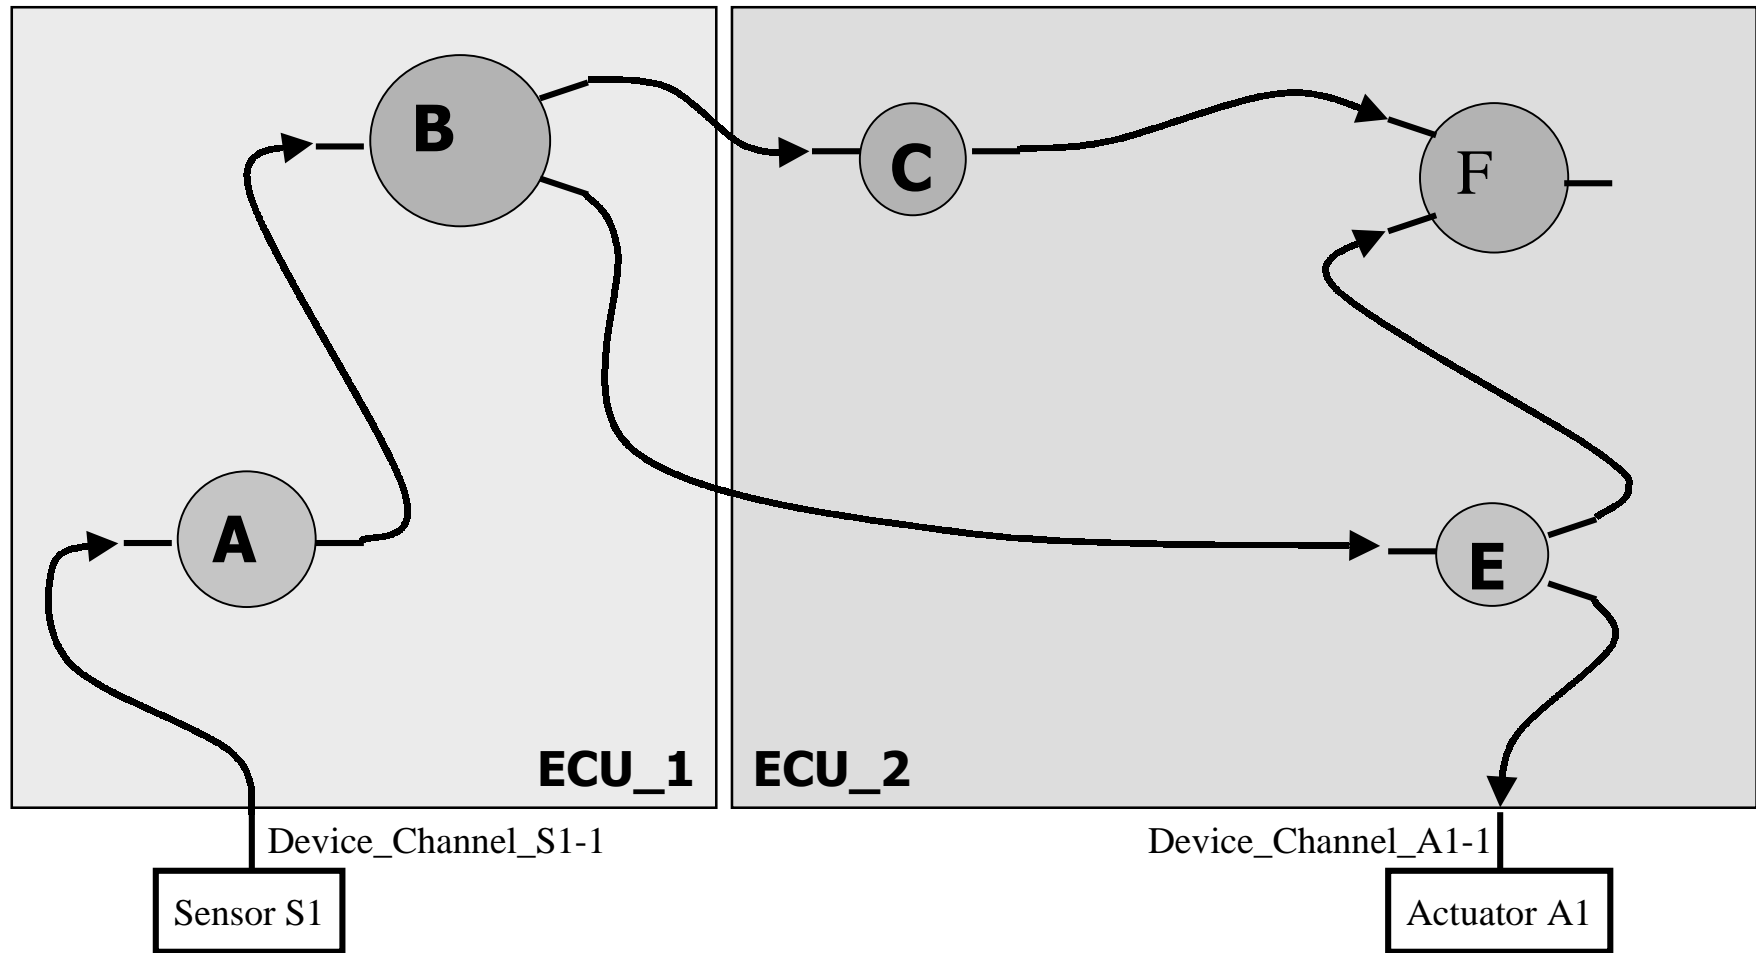 B
C
F
A
E
ECU_1
ECU_2
Device_Channel_S1-1
Device_Channel_A1-1
Sensor S1
Actuator A1